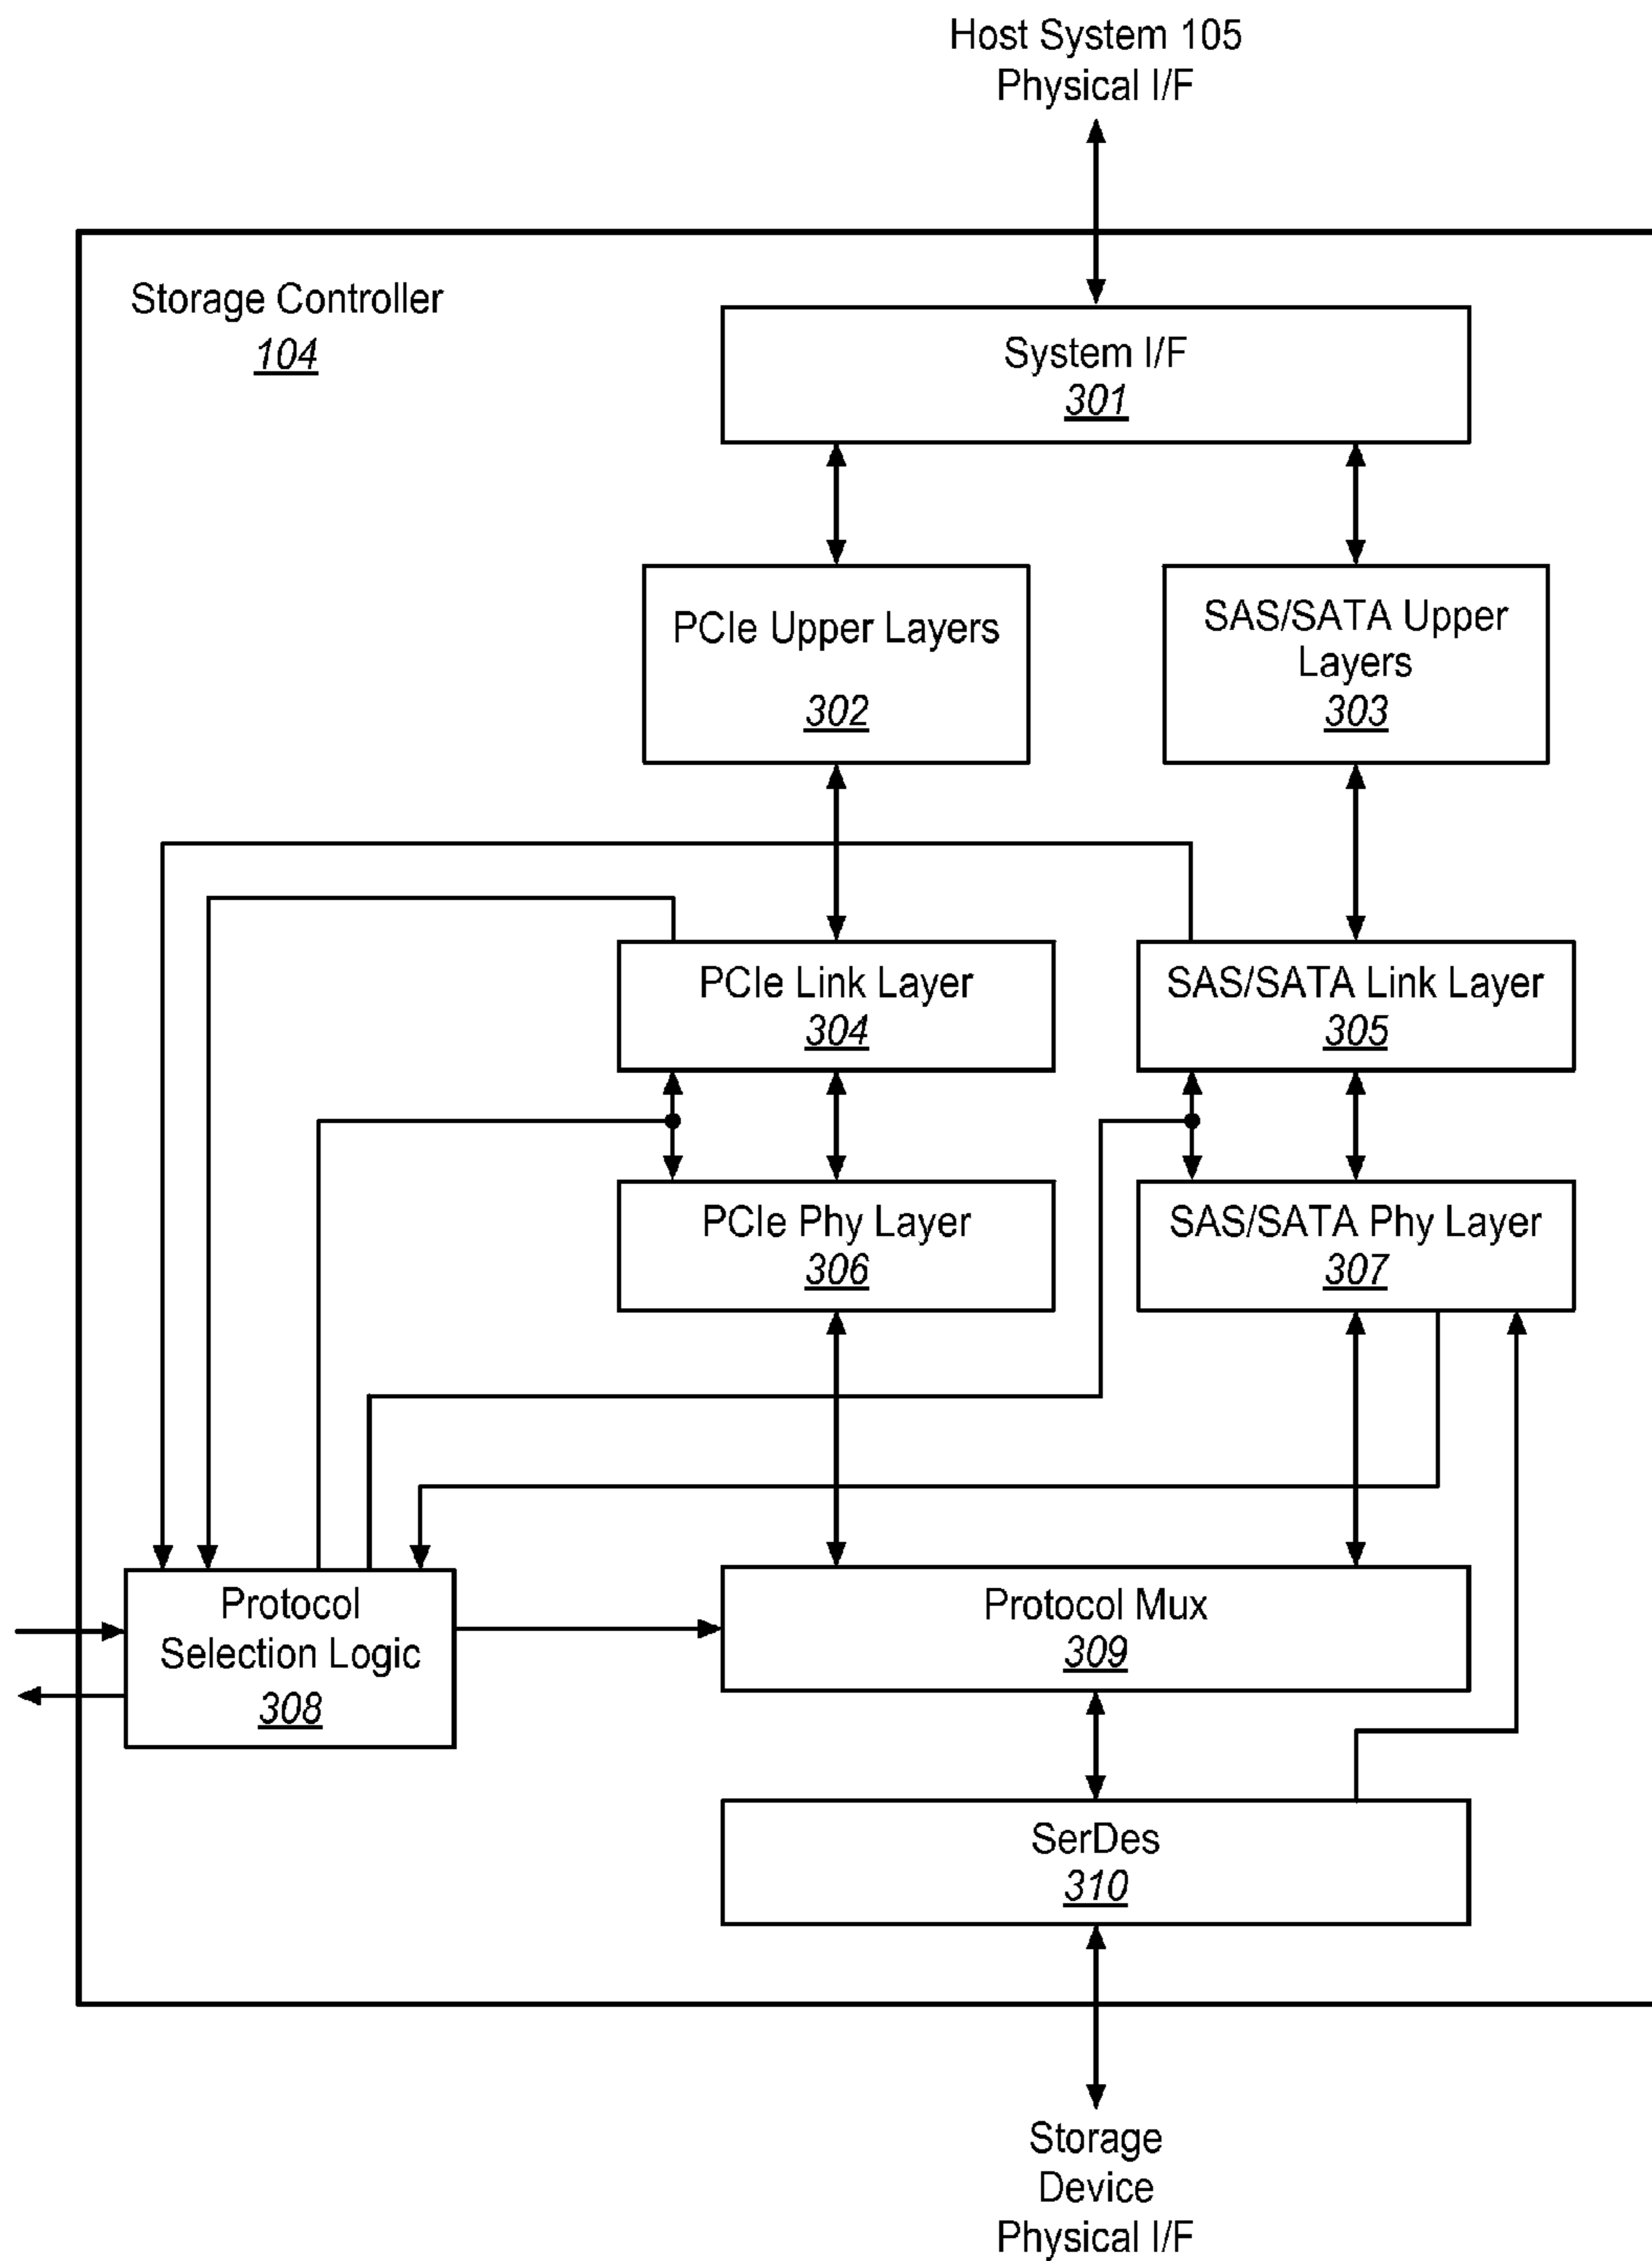 Host System 105
Physical I/F
Storage Controller
104
System I/F
301
PCIe Upper Layers
302
SAS/SATA Upper
Layers
303
PCIe Link Layer
304
SAS/SATA Link Layer
305
PCIe Phy Layer
306
SAS/SATA Phy Layer
307
Protocol
Selection Logic
308
Protocol Mux
309
SerDes
310
Storage
Device
Physical I/F